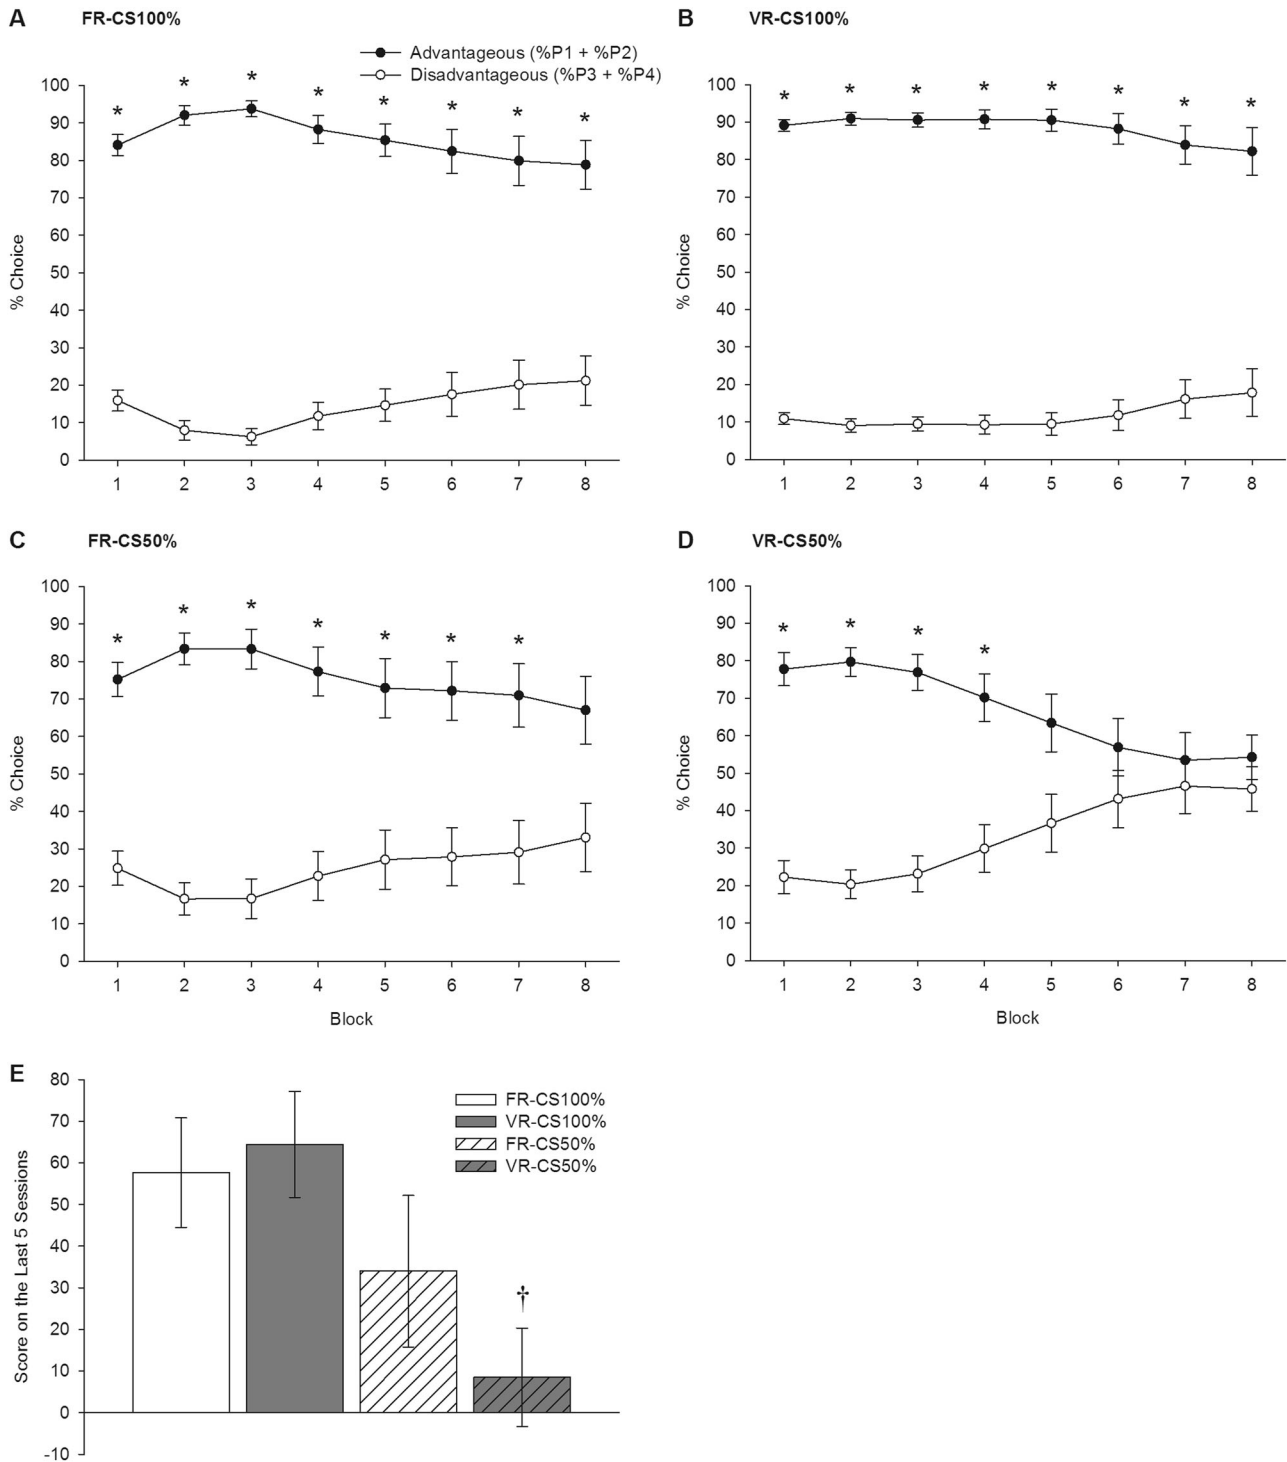 A FR-CS100%
Advantageous (%P1 + %P2)
Disadvantageous (%P3 + %P4)
* * * * * * * *
100
90
80
70
60
50
40
30
20
10
0
% Choice
1 2 3 4 5 6 7 8
B VR-CS100%
* * * * * * * *
100
90
80
70
60
50
40
30
20
10
0
% Choice
1 2 3 4 5 6 7 8
C FR-CS50%
* * * * * * *
100
90
80
70
60
50
40
30
20
10
0
% Choice
1 2 3 4 5 6 7 8
Block
D VR-CS50%
* * * *
100
90
80
70
60
50
40
30
20
10
0
% Choice
1 2 3 4 5 6 7 8
Block
E
80
70
60
50
40
30
20
10
0
-10
Score on the Last 5 Sessions
FR-CS100%
VR-CS100%
FR-CS50%
VR-CS50%
†